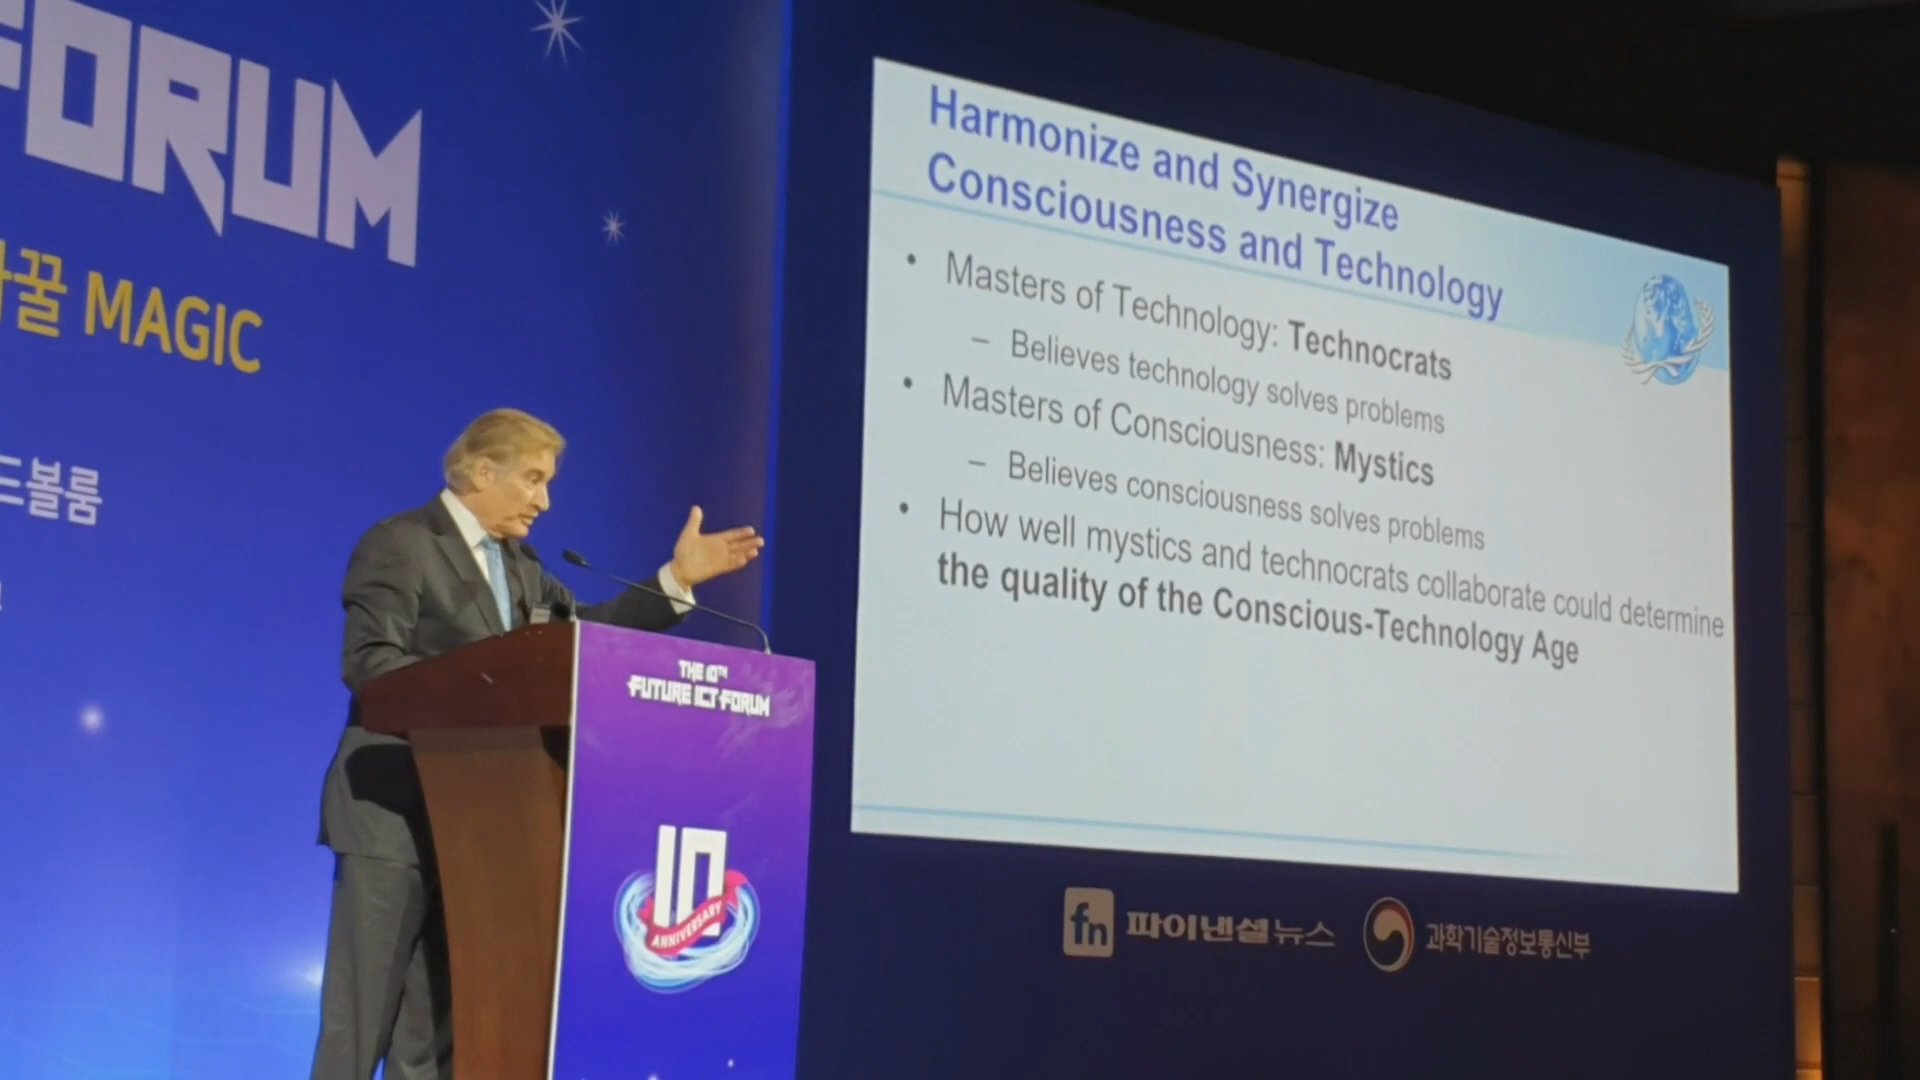 FORUM
꿀 MAGIC
드볼룸
THE 10TH
FUTURE ICT FORUM
10
ANNIVERSARY
Harmonize and Synergize
Consciousness and Technology
• Masters of Technology: Technocrats
– Believes technology solves problems
• Masters of Consciousness: Mystics
– Believes consciousness solves problems
• How well mystics and technocrats collaborate could determine
the quality of the Conscious-Technology Age
fn 파이낸셜뉴스
과학기술정보통신부